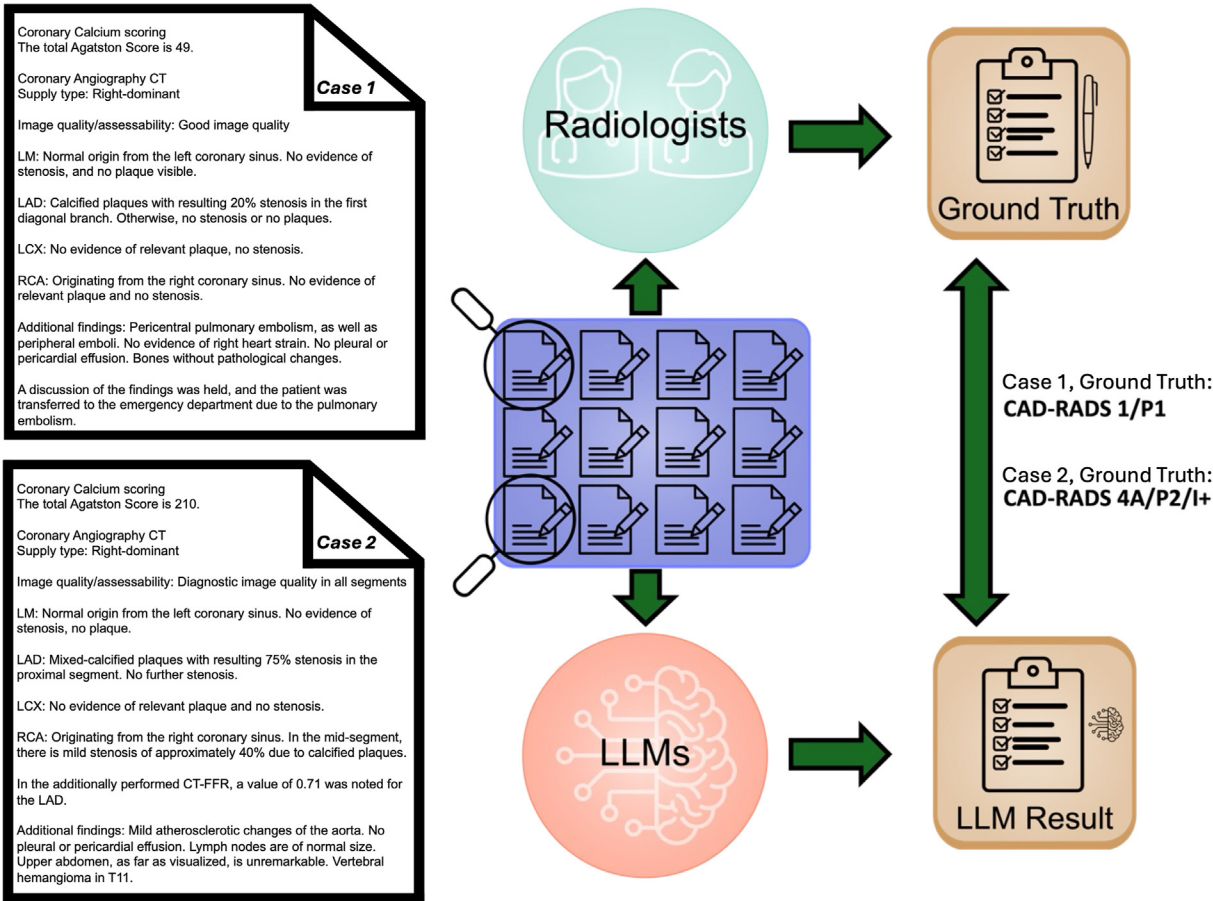 Coronary Calcium scoring
The total Agatston Score is 49.
Coronary Angiography CT
Supply type: Right-dominant
Case 1
Image quality/assessability: Good image quality
LM: Normal origin from the left coronary sinus. No evidence of
stenosis, and no plaque visible.
LAD: Calcified plaques with resulting 20% stenosis in the first
diagonal branch. Otherwise, no stenosis or no plaques.
LCX: No evidence of relevant plaque, no stenosis.
RCA: Originating from the right coronary sinus. No evidence of
relevant plaque and no stenosis.
Additional findings: Pericentral pulmonary embolism, as well as
peripheral emboli. No evidence of right heart strain. No pleural or
pericardial effusion. Bones without pathological changes.
A discussion of the findings was held, and the patient was
transferred to the emergency department due to the pulmonary
embolism.
Coronary Calcium scoring
The total Agatston Score is 210.
Coronary Angiography CT
Supply type: Right-dominant
Case 2
Image quality/assessability: Diagnostic image quality in all segments
LM: Normal origin from the left coronary sinus. No evidence of
stenosis, no plaque.
LAD: Mixed-calcified plaques with resulting 75% stenosis in the
proximal segment. No further stenosis.
LCX: No evidence of relevant plaque and no stenosis.
RCA: Originating from the right coronary sinus. In the mid-segment,
there is mild stenosis of approximately 40% due to calcified plaques.
In the additionally performed CT-FFR, a value of 0.71 was noted for
the LAD.
Additional findings: Mild atherosclerotic changes of the aorta. No
pleural or pericardial effusion. Lymph nodes are of normal size.
Upper abdomen, as far as visualized, is unremarkable. Vertebral
hemangioma in T11.
Radiologists
Ground Truth
Case 1, Ground Truth:
CAD-RADS 1/P1
Case 2, Ground Truth:
CAD-RADS 4A/P2/I+
LLMs
LLM Result